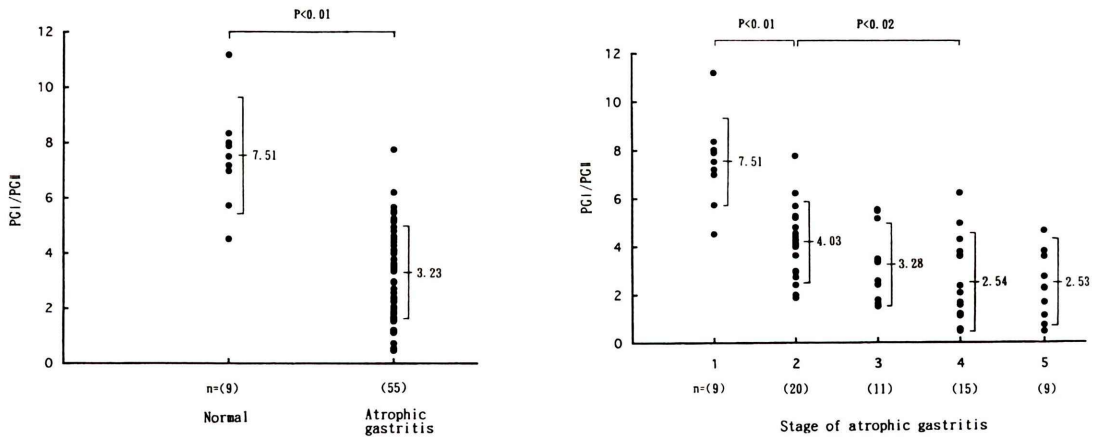 P<0.01
12
10
8
6
4
2
0
PGⅠ/PGⅡ
7.51
3.23
n=(9) (55)
Normal Atrophic
gastritis
P<0.01 P<0.02
12
10
8
6
4
2
0
PGⅠ/PGⅡ
7.51
4.03
3.28
2.54
2.53
1 2 3 4 5
n=(9) (20) (11) (15) (9)
Stage of atrophic gastritis